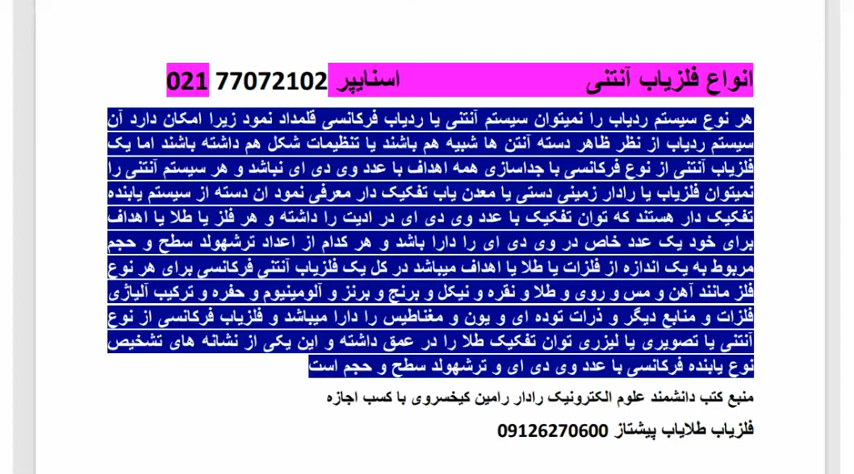 انواع فلزیاب آنتنی اسنایپر 77072102 021
هر نوع سیستم ردیاب را نمیتوان سیستم آنتنی یا ردیاب فرکانسی قلمداد نمود زیرا امکان دارد آن
سیستم ردیاب از نظر ظاهر دسته آنتن ها شبیه هم باشند یا تنظیمات شکل هم داشته باشند اما یک
فلزیاب آنتنی از نوع فرکانسی با جداسازی همه اهداف با عدد وی دی ای نباشد و هر سیستم آنتنی را
نمیتوان فلزیاب یا رادار زمینی دستی یا معدن یاب تفکیک دار معرفی نمود ان دسته از سیستم یابنده
تفکیک دار هستند که توان تفکیک با عدد وی دی ای در ادیت را داشته و هر فلز یا طلا یا اهداف
برای خود یک عدد خاص در وی دی ای را دارا باشد و هر کدام از اعداد ترشهولد سطح و حجم
مربوط به یک اندازه از فلزات یا طلا یا اهداف میباشد در کل یک فلزیاب آنتنی فرکانسی برای هر نوع
فلز مانند آهن و مس و روی و طلا و نقره و نیکل و برنج و برنز و آلومینیوم و حفره و ترکیب آلیاژی
فلزات و منابع دیگر و ذرات توده ای و یون و مغناطیس را دارا میباشد و فلزیاب فرکانسی از نوع
آنتنی یا تصویری یا لیزری توان تفکیک طلا را در عمق داشته و این یکی از نشانه های تشخیص
نوع یابنده فرکانسی با عدد وی دی ای و ترشهولد سطح و حجم است
منبع کتب دانشمند علوم الکترونیک رادار رامین کیخسروی با کسب اجازه
فلزیاب طلایاب پیشتاز 09126270600